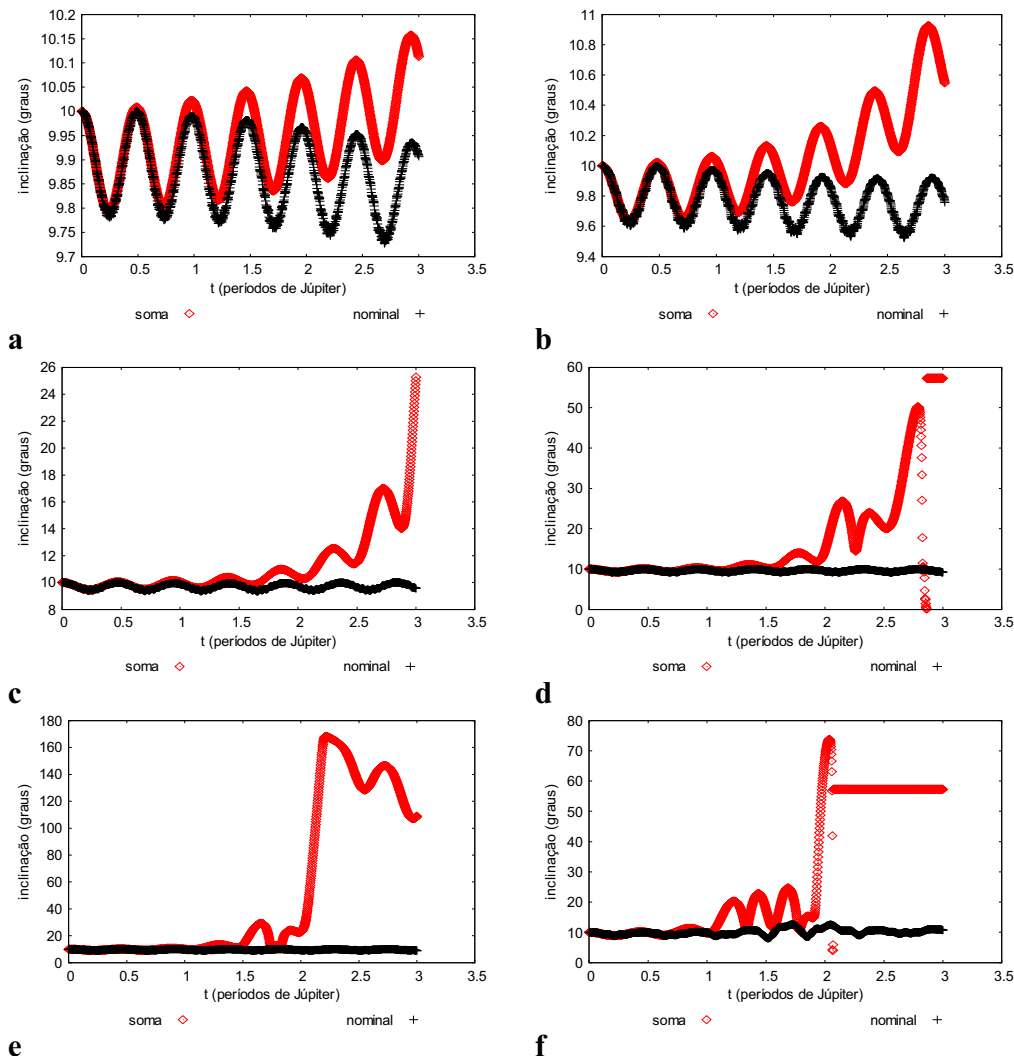 10.2
10.15
10.1
10.05
10
9.95
9.9
9.85
9.8
9.75
9.7
inclinação (graus)
0 0.5 1 1.5 2 2.5 3 3.5
t (períodos de Júpiter)
soma nominal
a
11
10.8
10.6
10.4
10.2
10
9.8
9.6
9.4
inclinação (graus)
0 0.5 1 1.5 2 2.5 3 3.5
t (períodos de Júpiter)
soma nominal
b
26
24
22
20
18
16
14
12
10
8
inclinação (graus)
0 0.5 1 1.5 2 2.5 3 3.5
t (períodos de Júpiter)
soma nominal
c
60
50
40
30
20
10
0
inclinação (graus)
0 0.5 1 1.5 2 2.5 3 3.5
t (períodos de Júpiter)
soma nominal
d
180
160
140
120
100
80
60
40
20
0
inclinação (graus)
0 0.5 1 1.5 2 2.5 3 3.5
t (períodos de Júpiter)
soma nominal
e
80
70
60
50
40
30
20
10
0
inclinação (graus)
0 0.5 1 1.5 2 2.5 3 3.5
t (períodos de Júpiter)
soma nominal
f